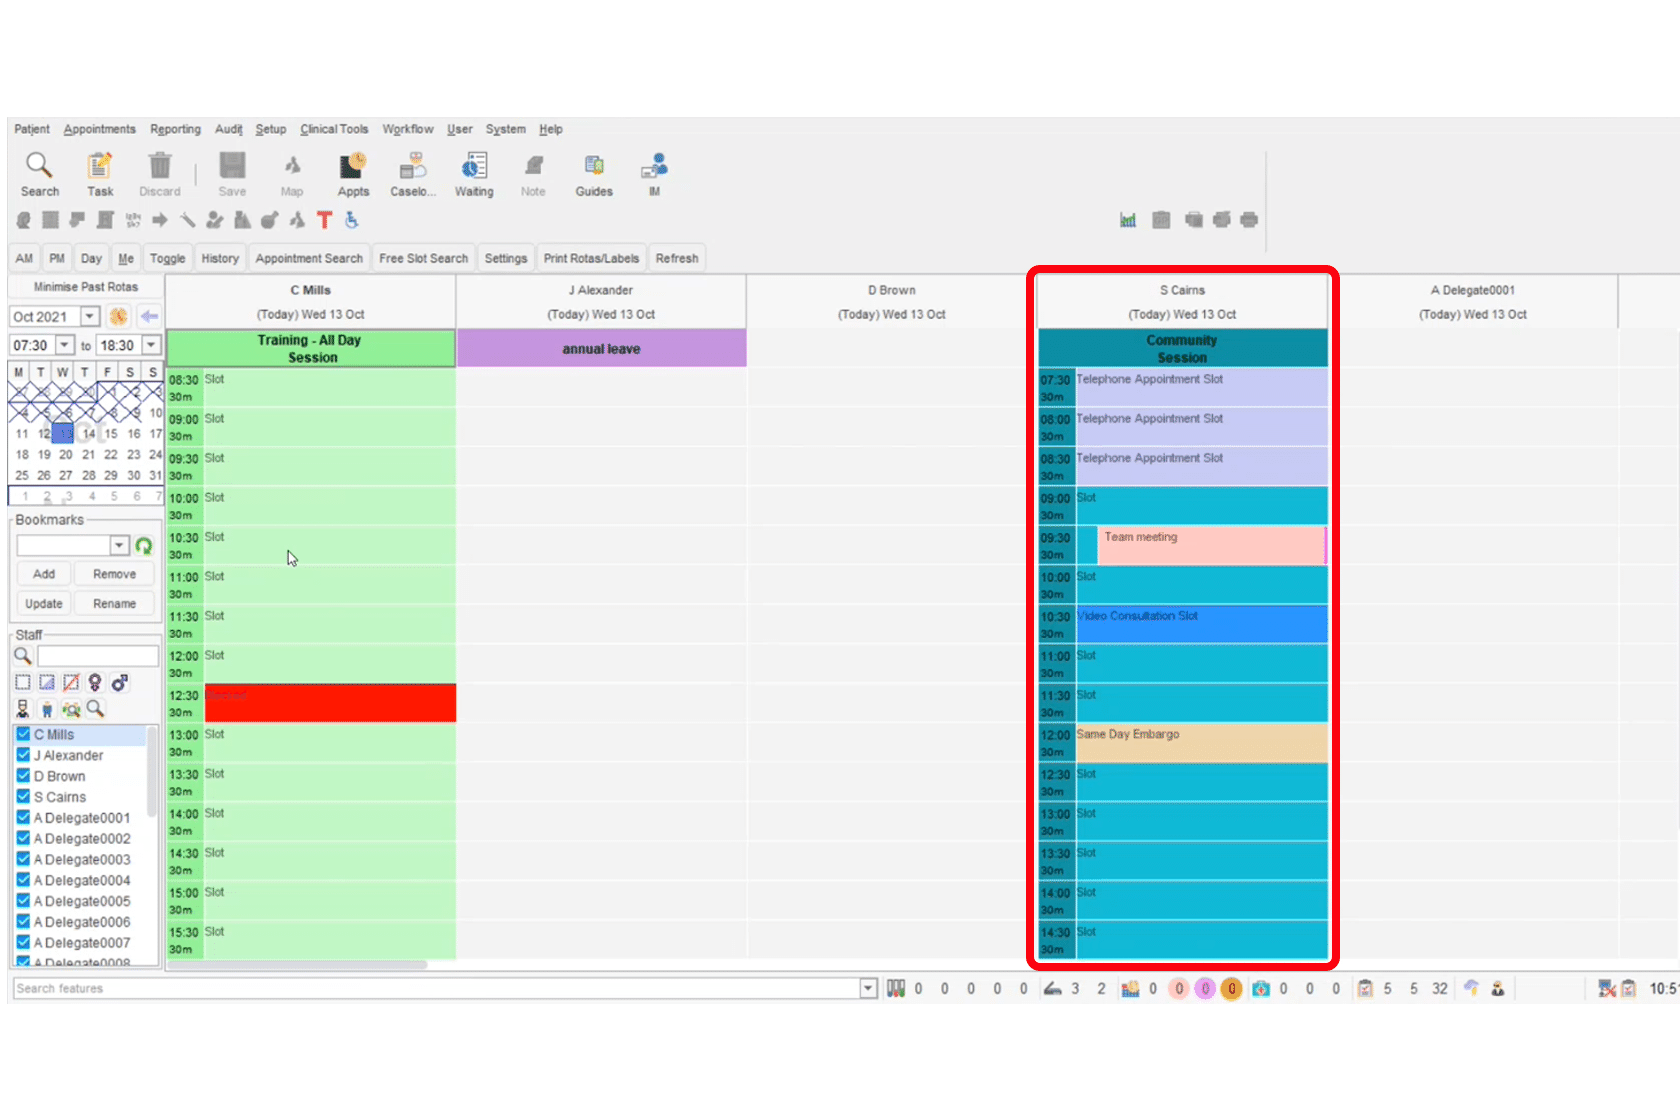 Patient Appointments Reporting Audit Setup Clinical Tools Workflow User System Help
Search Task Discard Save Map Appts Caselo... Waiting Note Guides IM
AM PM Day Me Toggle History Appointment Search Free Slot Search Settings Print Rotas/Labels Refresh
Minimise Past Rotas
Oct 2021
07:30 to 18:30
M T W T F S S
27 28 29 30 1 2 3
4 5 6 7 8 9 10
11 12 13 14 15 16 17
18 19 20 21 22 23 24
25 26 27 28 29 30 31
1 2 3 4 5 6 7
Bookmarks
Add Remove
Update Rename
Staff
C Mills
J Alexander
D Brown
S Cairns
A Delegate0001
A Delegate0002
A Delegate0003
A Delegate0004
A Delegate0005
A Delegate0006
A Delegate0007
A Delegate0008
C Mills
(Today) Wed 13 Oct
Training - All Day
Session
08:30 Slot
30m
09:00 Slot
30m
09:30 Slot
30m
10:00 Slot
30m
10:30 Slot
30m
11:00 Slot
30m
11:30 Slot
30m
12:00 Slot
30m
12:30
30m
13:00 Slot
30m
13:30 Slot
30m
14:00 Slot
30m
14:30 Slot
30m
15:00 Slot
30m
15:30 Slot
30m
J Alexander
(Today) Wed 13 Oct
annual leave
D Brown
(Today) Wed 13 Oct
S Cairns
(Today) Wed 13 Oct
Community
Session
07:30 Telephone Appointment Slot
30m
08:00 Telephone Appointment Slot
30m
08:30 Telephone Appointment Slot
30m
09:00 Slot
30m
09:30 Team meeting
30m
10:00 Slot
30m
10:30 Video Consultation Slot
30m
11:00 Slot
30m
11:30 Slot
30m
12:00 Same Day Embargo
30m
12:30 Slot
30m
13:00 Slot
30m
13:30 Slot
30m
14:00 Slot
30m
14:30 Slot
30m
A Delegate0001
(Today) Wed 13 Oct
Search features
0 0 0 0 0 3 2 0 0 0 0 0 0 0 5 5 32 10:5